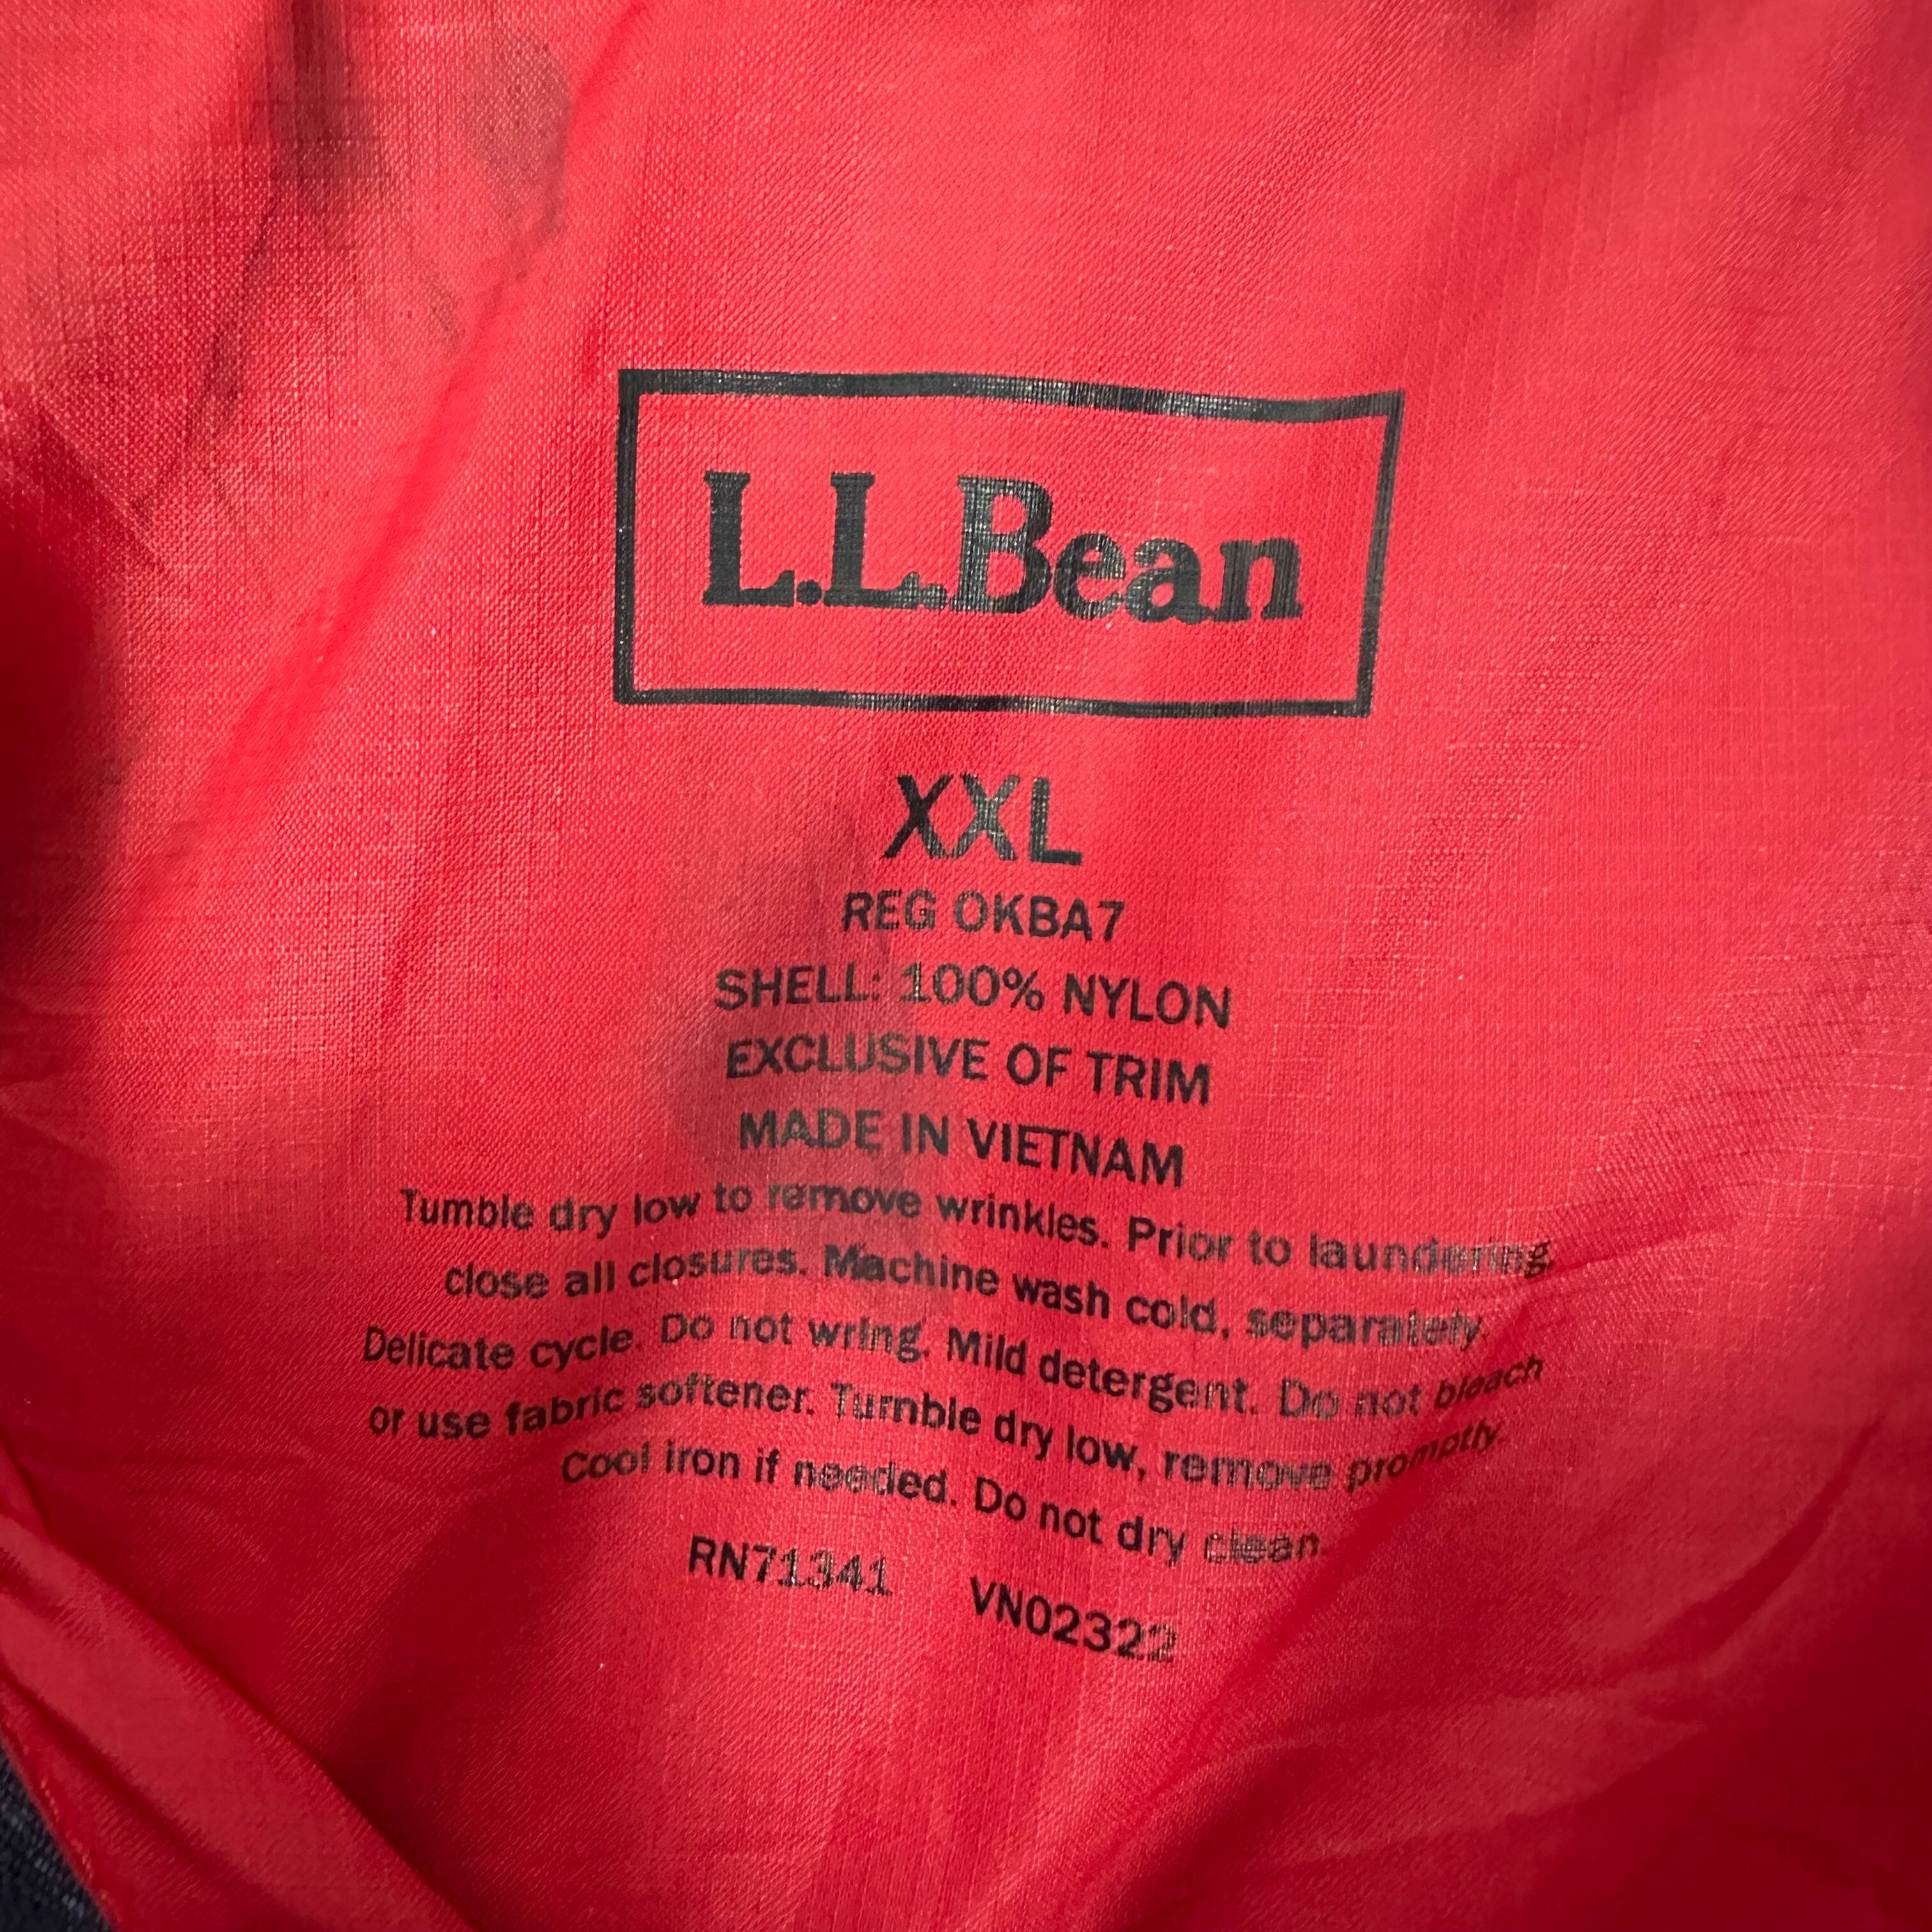 L.L.Bean
XXL
REG OKBA7
SHELL: 100% NYLON
EXCLUSIVE OF TRIM
MADE IN VIETNAM
Tumble dry low to remove wrinkles. Prior to laundering,
close all closures. Machine wash cold, separately.
Delicate cycle. Do not wring. Mild detergent. Do not bleach
or use fabric softener. Tumble dry low, remove promptly.
Cool iron if needed. Do not dry clean.
RN71341 VN02322